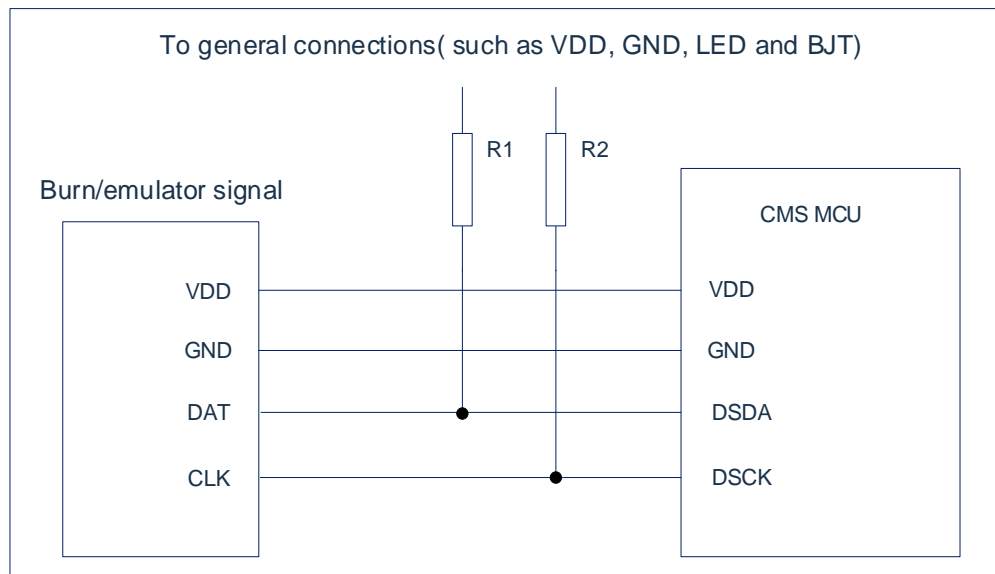 To general connections( such as VDD, GND, LED and BJT)
R1
R2
Burn/emulator signal
CMS MCU
VDD
VDD
GND
GND
DAT
DSDA
CLK
DSCK